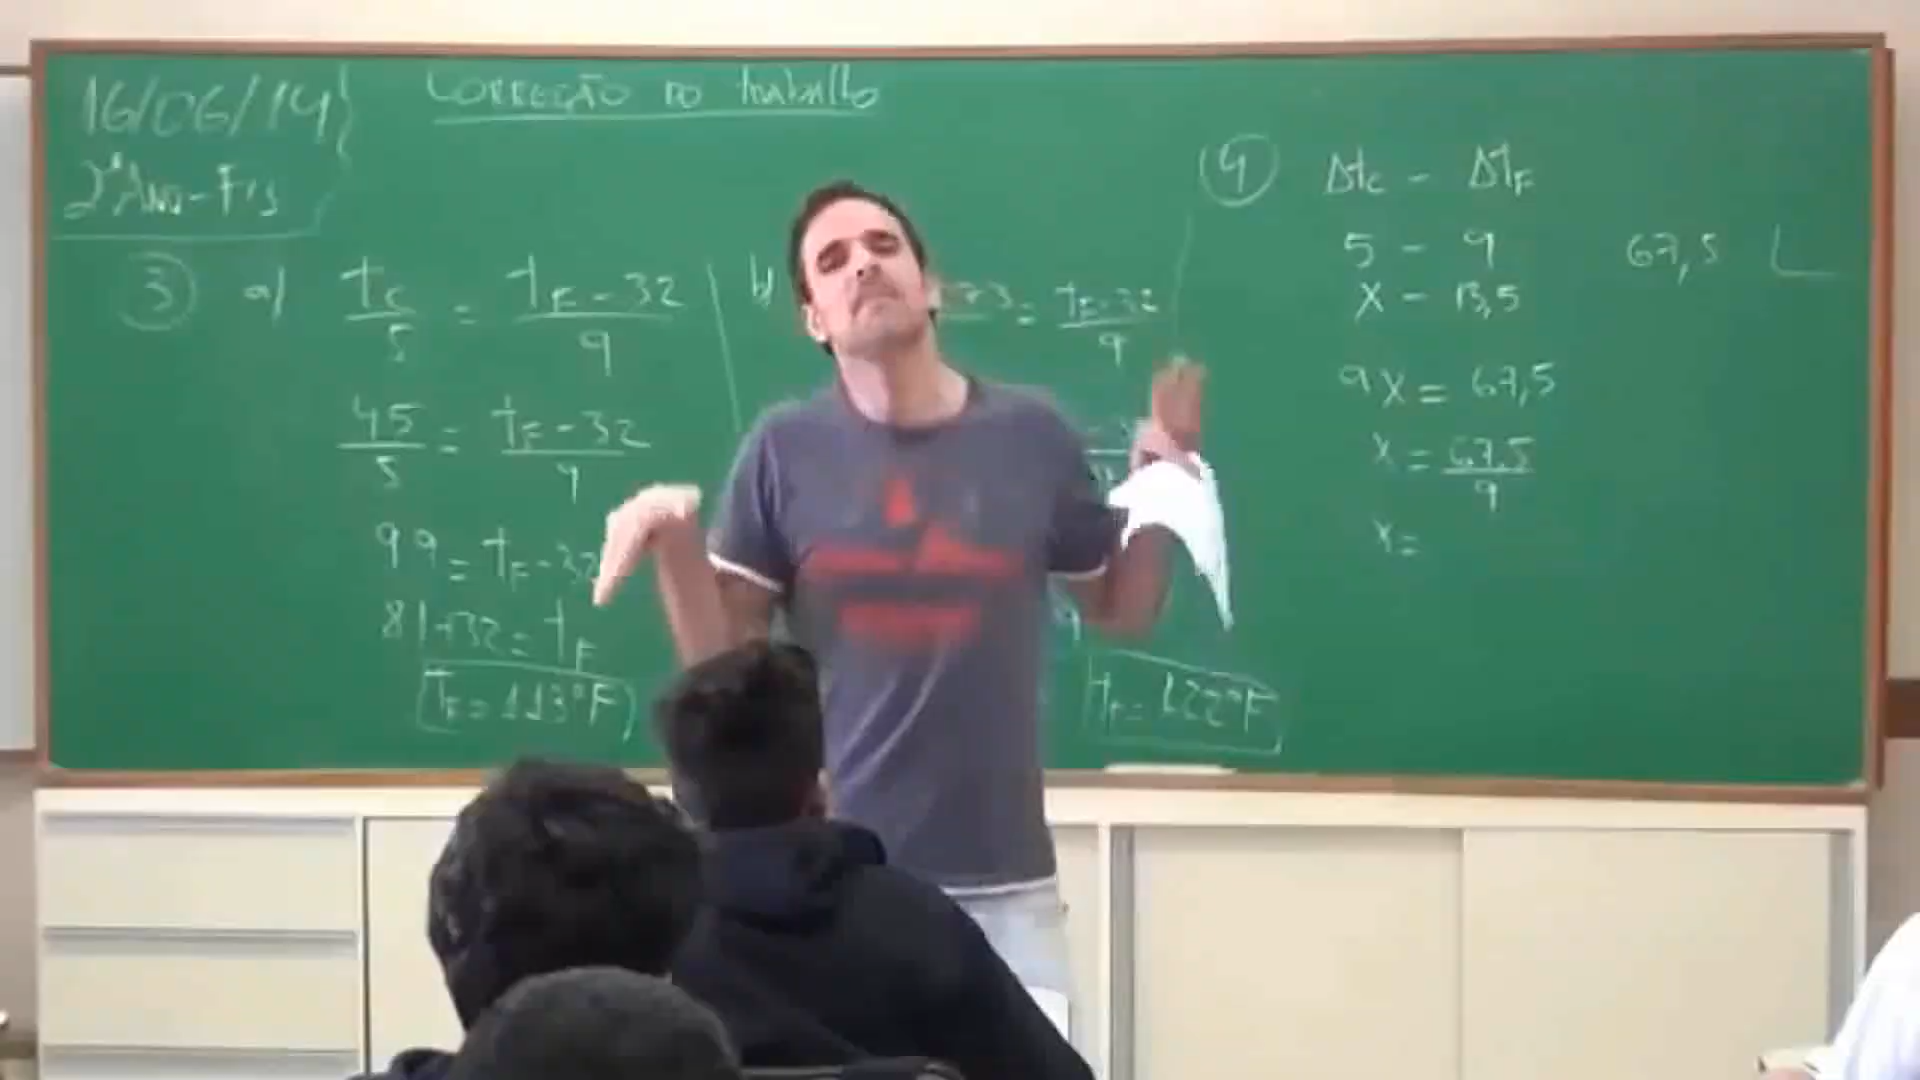 16/06/14
2º Ano - Fís
Correção do trabalho
3 a) tc/5 = tF - 32/9
45/5 = tF - 32/9
9 9 = tF - 32
81 + 32 = tF
tF = 113°F
b) = tF - 32/9
tF = 122°F
4 Δtc - ΔtF
5 - 9
X - 13,5
9X = 67,5
X = 67,5/9
X =
67,5